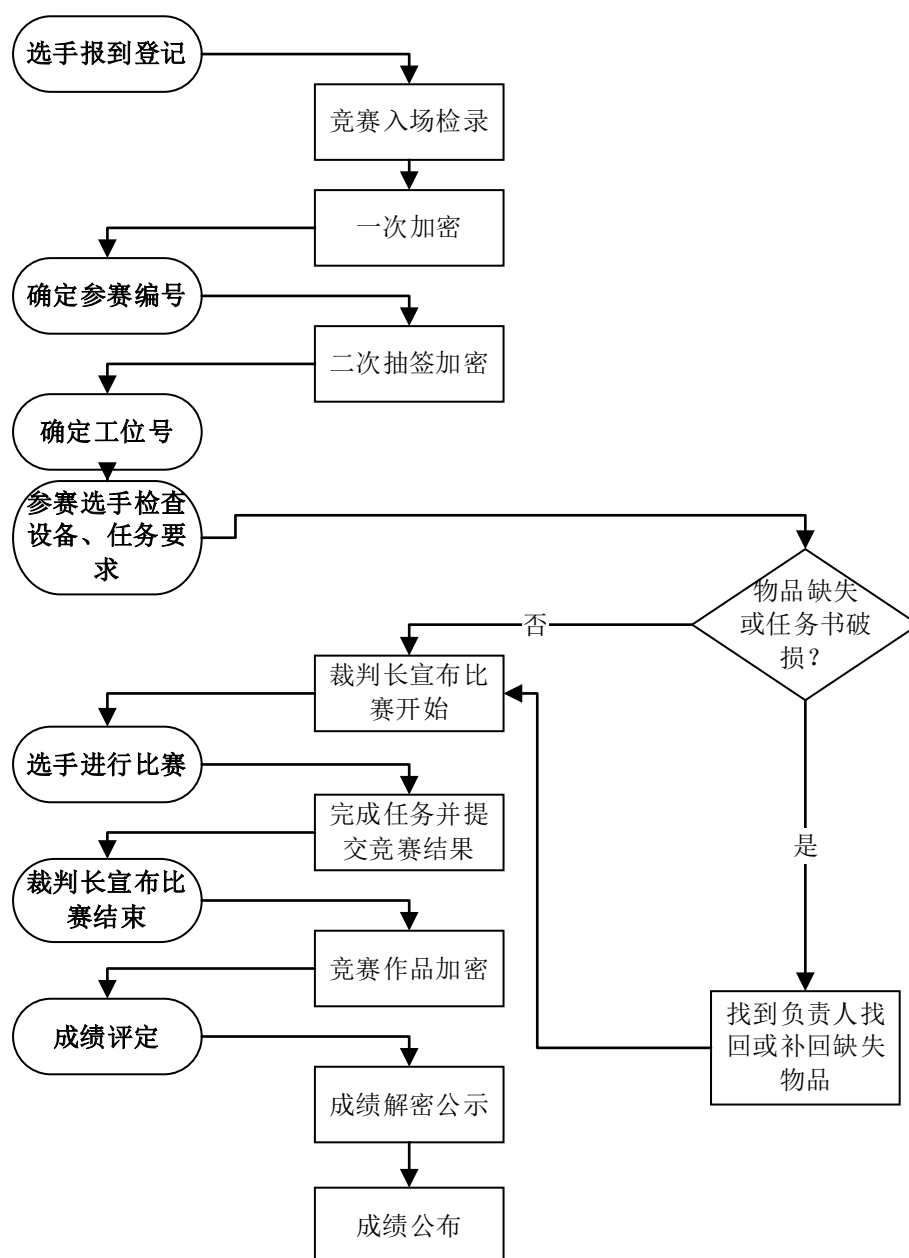 选手报到登记
竞赛入场检录
一次加密
确定参赛编号
二次抽签加密
确定工位号
参赛选手检查
设备、任务要
求
物品缺失
或任务书破
损？
否
裁判长宣布比
赛开始
选手进行比赛
完成任务并提
交竞赛结果
是
裁判长宣布比
赛结束
竞赛作品加密
找到负责人找
回或补回缺失
物品
成绩评定
成绩解密公示
成绩公布